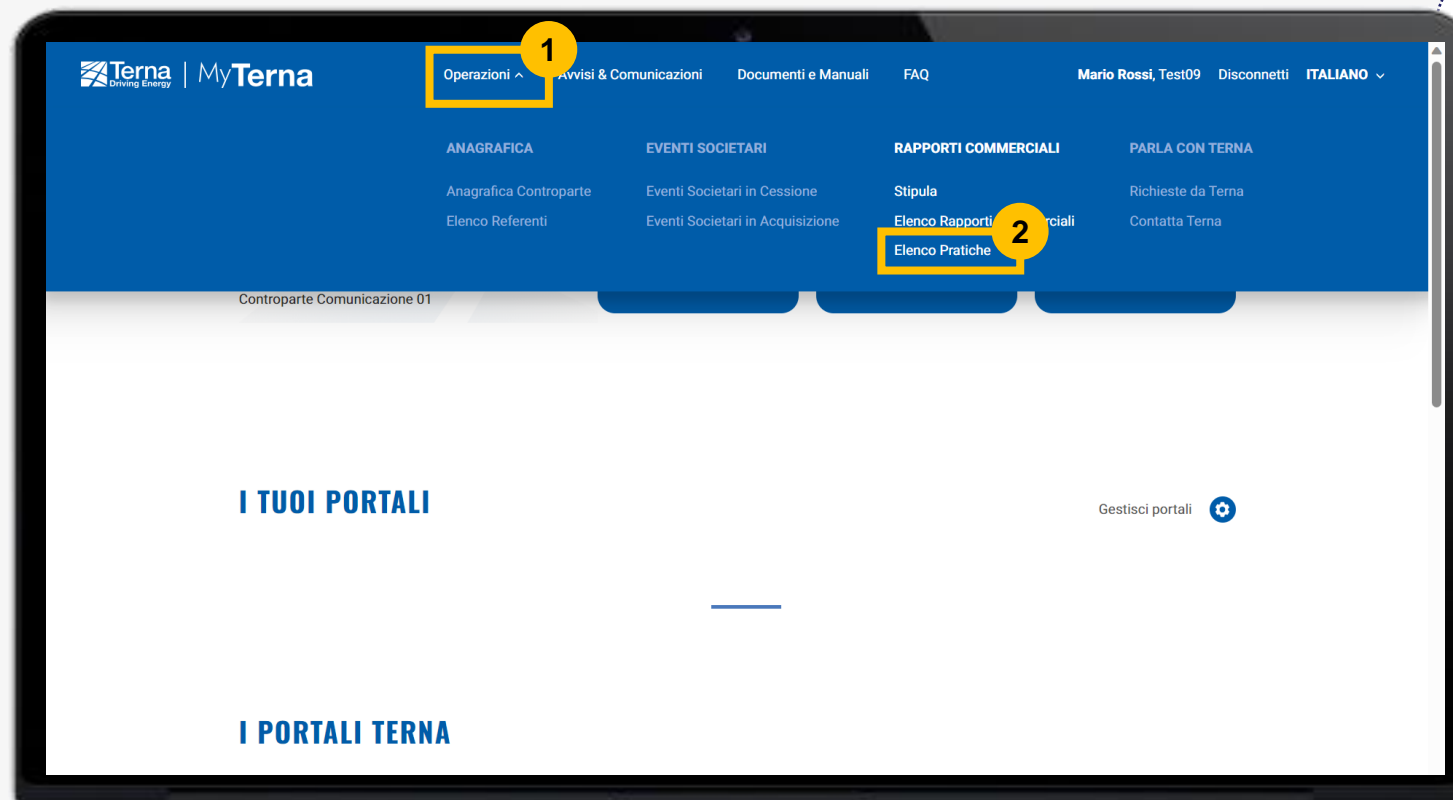 1
Terna
Driving Energy
MyTerna
Operazioni
Avvisi & Comunicazioni
Documenti e Manuali
FAQ
Mario Rossi, Test09
Disconnetti
ITALIANO
ANAGRAFICA
Anagrafica Controparte
Elenco Referenti
EVENTI SOCIETARI
Eventi Societari in Cessione
Eventi Societari in Acquisizione
RAPPORTI COMMERCIALI
Stipula
Elenco Rapporti
2
Elenco Pratiche
PARLA CON TERNA
Richieste da Terna
Contatta Terna
Controparte Comunicazione 01
I TUOI PORTALI
Gestisci portali
I PORTALI TERNA